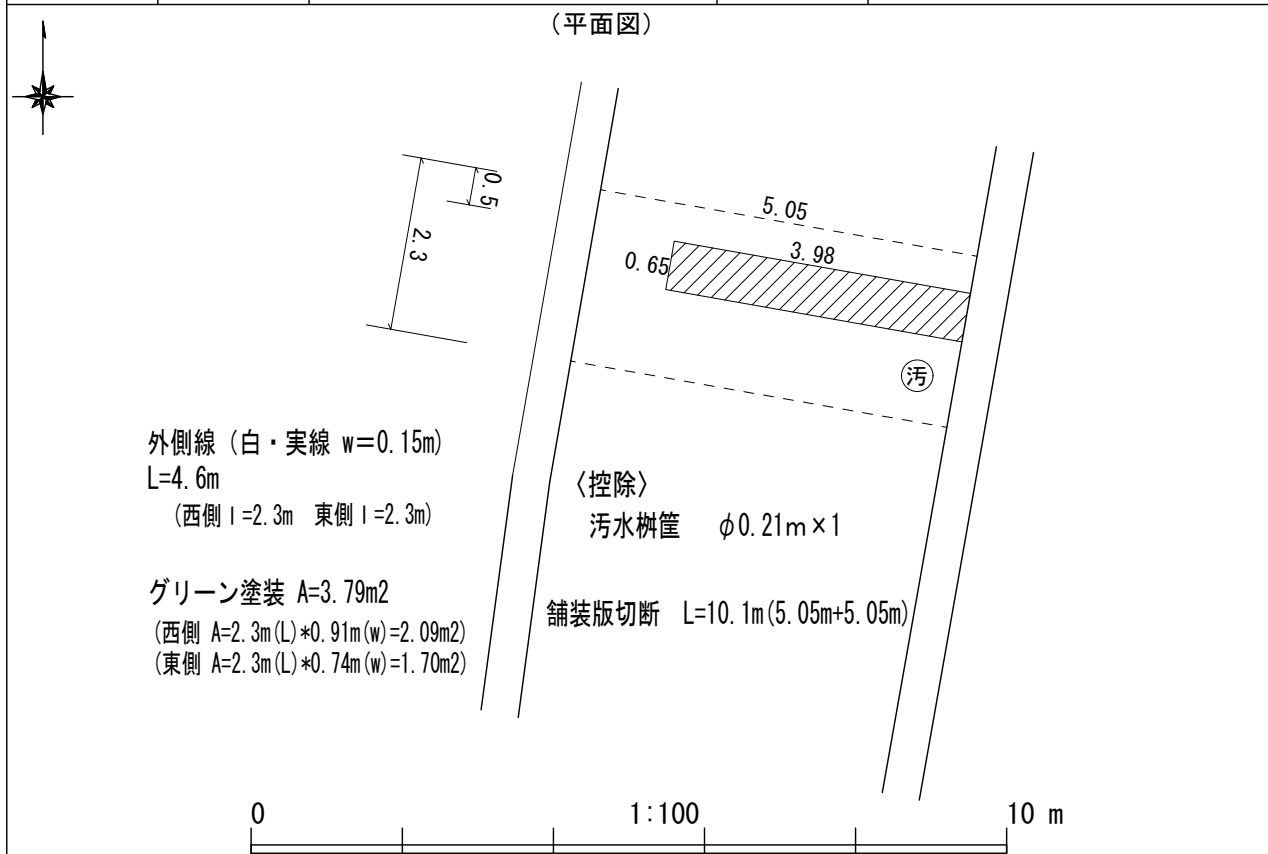 (平面図)
5.05
0.5
2.3
3.98
0.65
汚
外側線 (白・実線 w=0.15m)
L=4.6m
(西側 l=2.3m 東側 l=2.3m)
〈控除〉
汚水桝筐 φ0.21m×1
グリーン塗装 A=3.79m2
(西側 A=2.3m(L)*0.91m(w)=2.09m2)
(東側 A=2.3m(L)*0.74m(w)=1.70m2)
舗装版切断 L=10.1m(5.05m+5.05m)
0 1:100 10 m